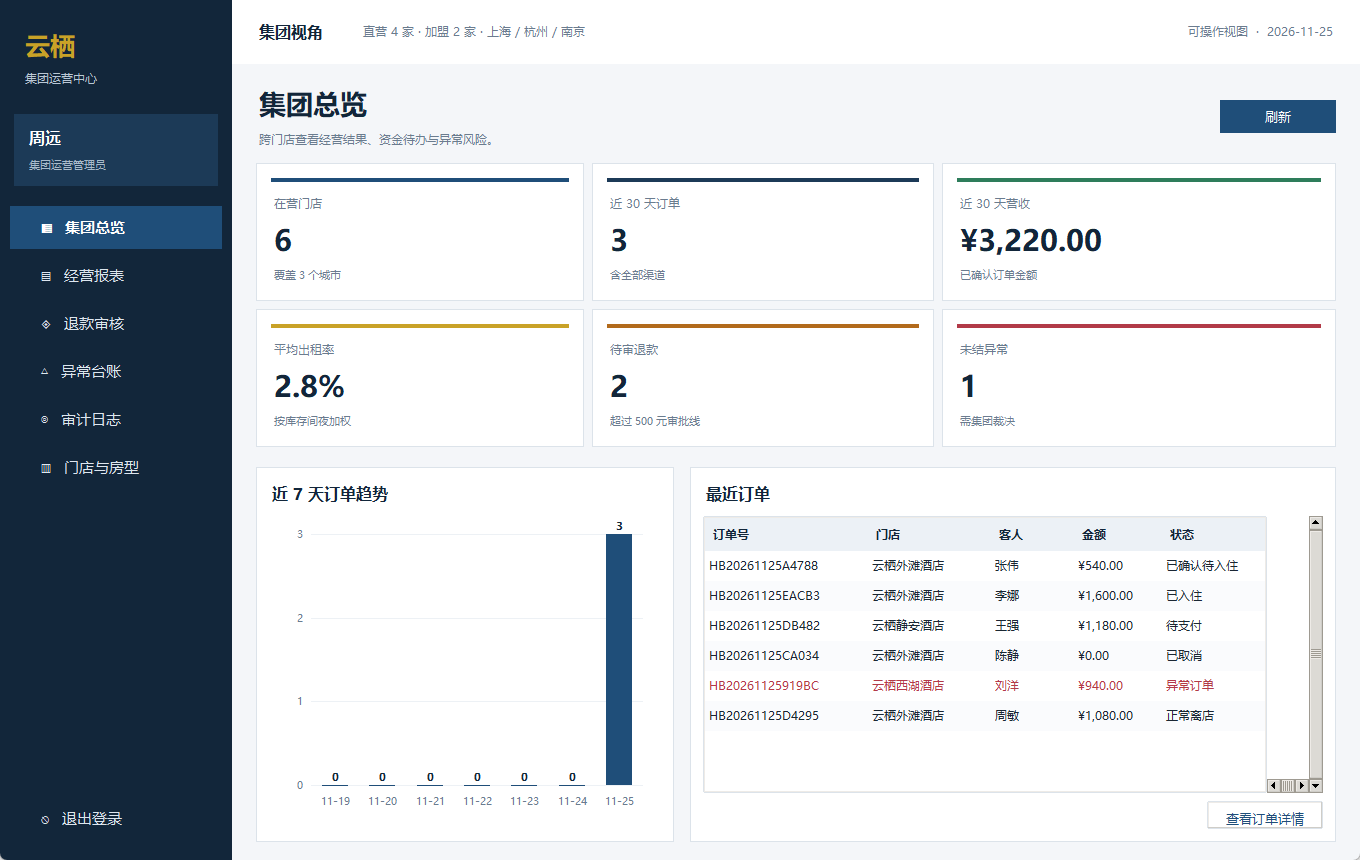 云栖
集团运营中心
周远
集团运营管理员
集团总览
经营报表
退款审核
异常台账
审计日志
门店与房型
退出登录
集团视角 直营 4 家 · 加盟 2 家 · 上海 / 杭州 / 南京 可操作视图 · 2026-11-25
集团总览
跨门店查看经营结果、资金待办与异常风险。
刷新
在营门店
6
覆盖 3 个城市
近 30 天订单
3
含全部渠道
近 30 天营收
¥3,220.00
已确认订单金额
平均出租率
2.8%
按库存间夜加权
待审退款
2
超过 500 元审批线
未结异常
1
需集团裁决
近 7 天订单趋势
3
3
2
1
0
0 0 0 0 0 0
11-19 11-20 11-21 11-22 11-23 11-24 11-25
最近订单
订单号 门店 客人 金额 状态
HB20261125A4788 云栖外滩酒店 张伟 ¥540.00 已确认待入住
HB20261125EACB3 云栖外滩酒店 李娜 ¥1,600.00 已入住
HB20261125DB482 云栖静安酒店 王强 ¥1,180.00 待支付
HB20261125CA034 云栖外滩酒店 陈静 ¥0.00 已取消
HB20261125919BC 云栖西湖酒店 刘洋 ¥940.00 异常订单
HB20261125D4295 云栖外滩酒店 周敏 ¥1,080.00 正常离店
查看订单详情